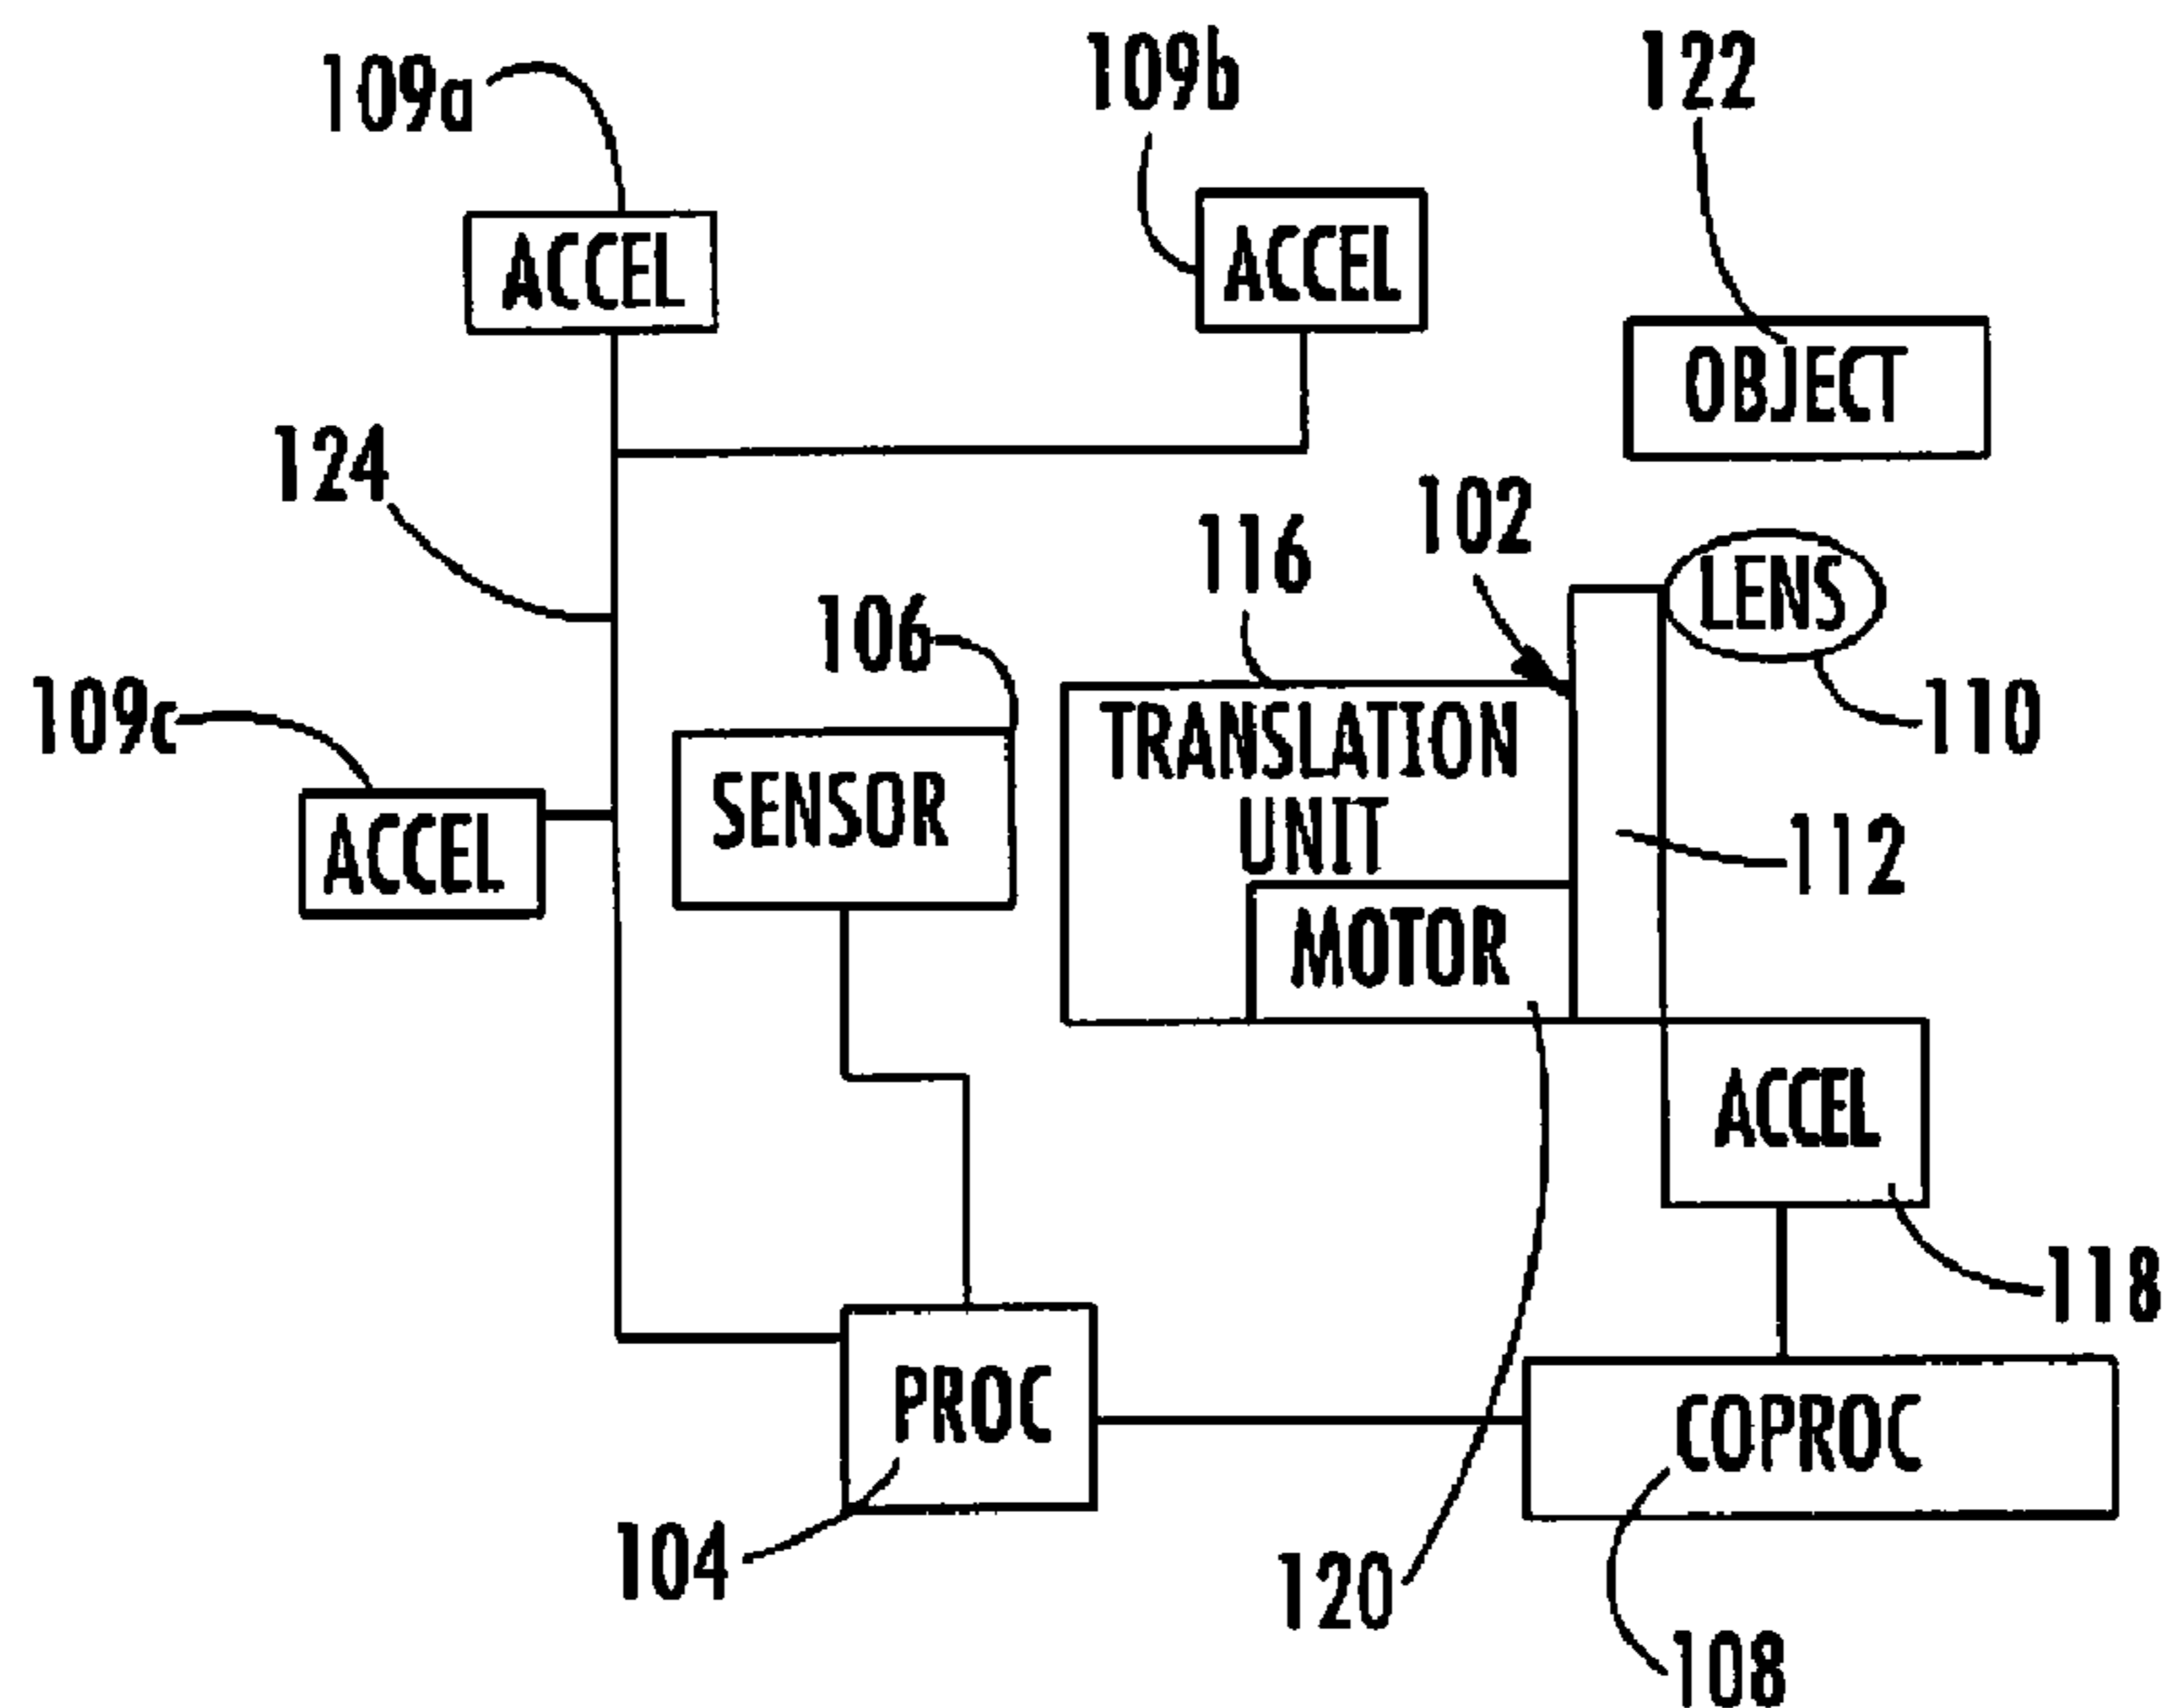 109a
109b
122
ACCEL
ACCEL
OBJECT
124
102
116
LENS
106
109c
110
TRANSLATION
UNIT
SENSOR
ACCEL
112
MOTOR
ACCEL
118
PROC
COPROC
104
120
108